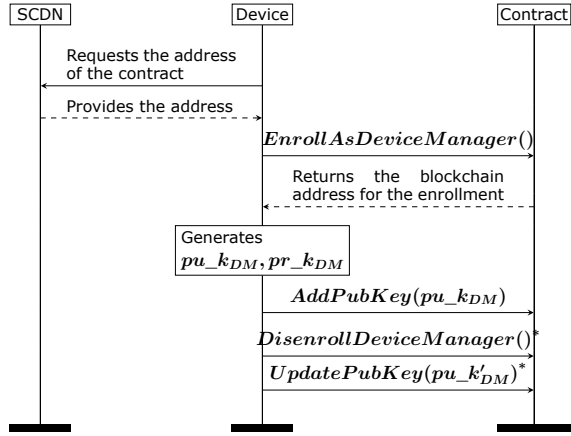 SCDN Device Contract
Requests the address
of the contract
Provides the address
EnrollAsDeviceManager()
Returns the blockchain
address for the enrollment
Generates
pu_k_DM, pr_k_DM
AddPubKey(pu_k_DM)
DisenrollDeviceManager()*
UpdatePubKey(pu_k′_DM)*